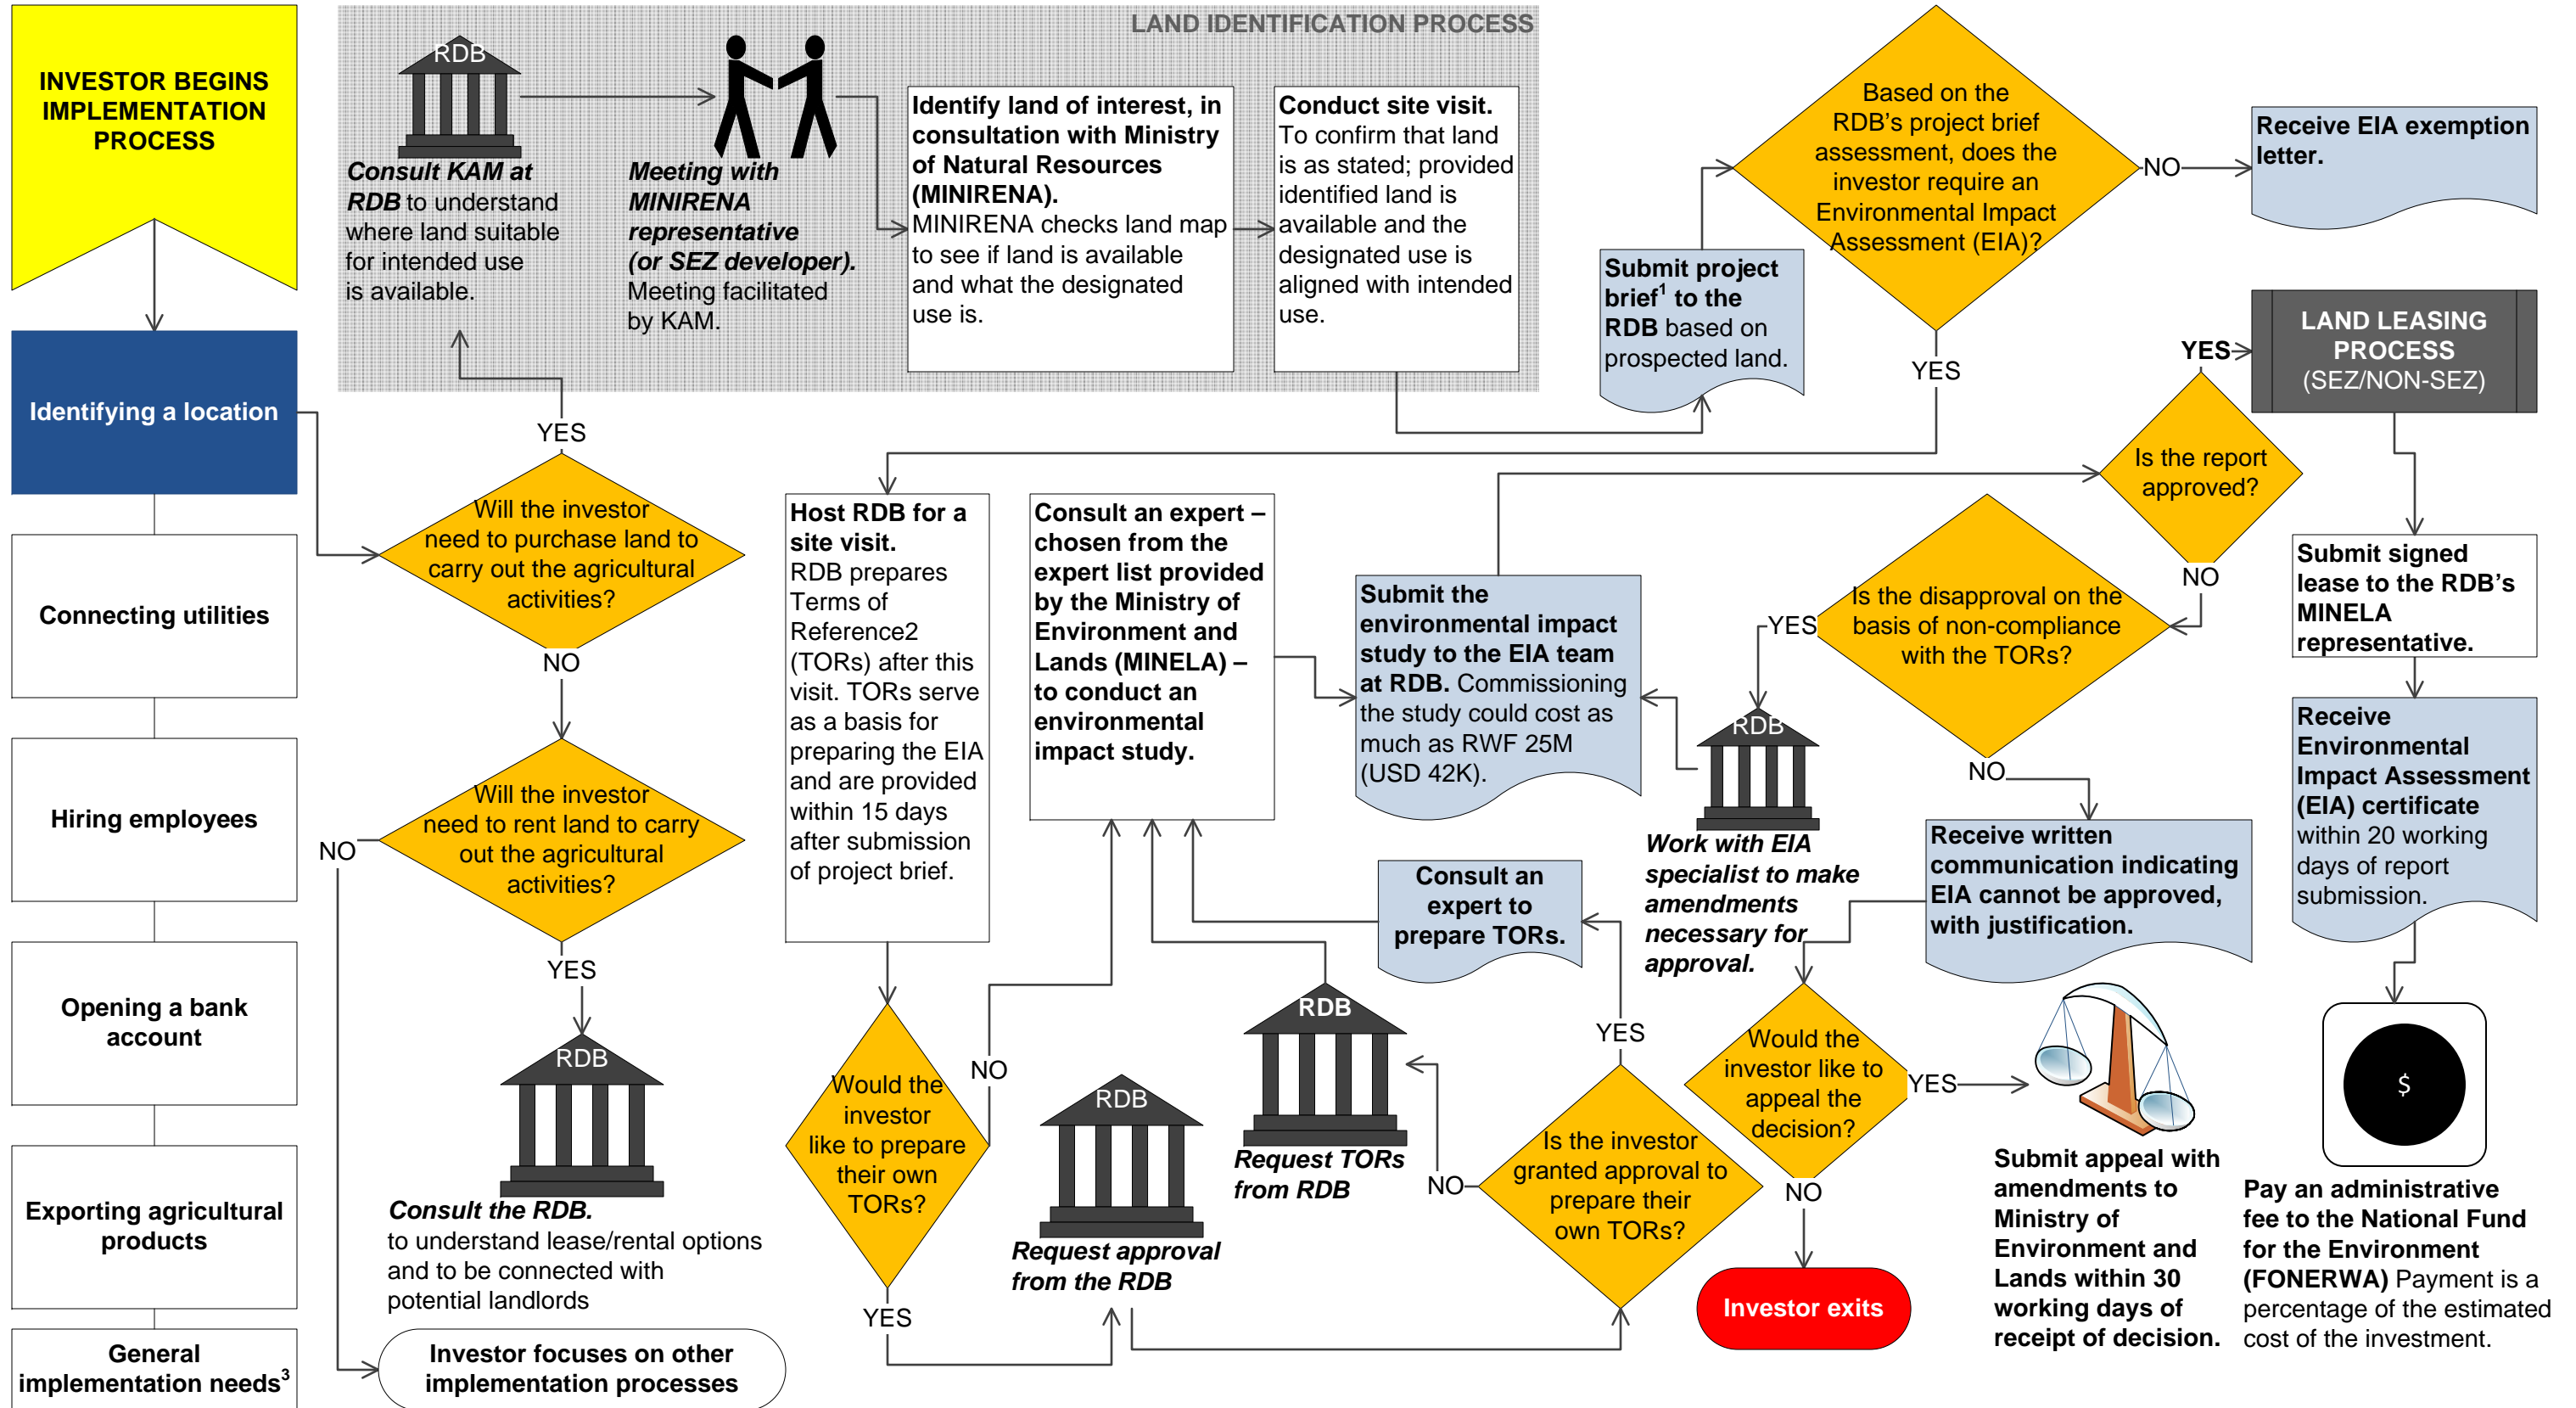 INVESTOR BEGINS
IMPLEMENTATION
PROCESS
Identifying a location
Connecting utilities
Hiring employees
Opening a bank
account
Exporting agricultural
products
General
implementation needs3
LAND IDENTIFICATION PROCESS
RDB
Consult KAM at
RDB to understand
where land suitable
for intended use
is available.
Meeting with
MINIRENA
representative
(or SEZ developer).
Meeting facilitated
by KAM.
Identify land of interest, in
consultation with Ministry
of Natural Resources
(MINIRENA).
MINIRENA checks land map
to see if land is available
and what the designated
use is.
Conduct site visit.
To confirm that land
is as stated; provided
identified land is
available and the
designated use is
aligned with intended
use.
Submit project
brief1 to the
RDB based on
prospected land.
Based on the
RDB's project brief
assessment, does the
investor require an
Environmental Impact
Assessment (EIA)?
NO
Receive EIA exemption
letter.
YES
YES
Will the investor
need to purchase land to
carry out the agricultural
activities?
NO
Will the investor
need to rent land to carry
out the agricultural
activities?
NO
YES
RDB
Consult the RDB.
to understand lease/rental options
and to be connected with
potential landlords
Investor focuses on other
implementation processes
Host RDB for a
site visit.
RDB prepares
Terms of
Reference2
(TORs) after this
visit. TORs serve
as a basis for
preparing the EIA
and are provided
within 15 days
after submission
of project brief.
Would the
investor
like to prepare
their own
TORs?
NO
YES
RDB
Request approval
from the RDB
Is the investor
granted approval to
prepare their
own TORs?
NO
YES
RDB
Request TORs
from RDB
Consult an
expert to
prepare TORs.
Consult an expert –
chosen from the
expert list provided
by the Ministry of
Environment and
Lands (MINELA) –
to conduct an
environmental
impact study.
Submit the
environmental impact
study to the EIA team
at RDB. Commissioning
the study could cost as
much as RWF 25M
(USD 42K).
Is the report
approved?
YES
NO
LAND LEASING
PROCESS
(SEZ/NON-SEZ)
Is the disapproval on the
basis of non-compliance
with the TORs?
YES
NO
RDB
Work with EIA
specialist to make
amendments
necessary for
approval.
Receive written
communication indicating
EIA cannot be approved,
with justification.
Would the
investor like to
appeal the
decision?
YES
NO
Investor exits
Submit appeal with
amendments to
Ministry of
Environment and
Lands within 30
working days of
receipt of decision.
Submit signed
lease to the RDB's
MINELA
representative.
Receive
Environmental
Impact Assessment
(EIA) certificate
within 20 working
days of report
submission.
$
Pay an administrative
fee to the National Fund
for the Environment
(FONERWA) Payment is a
percentage of the estimated
cost of the investment.